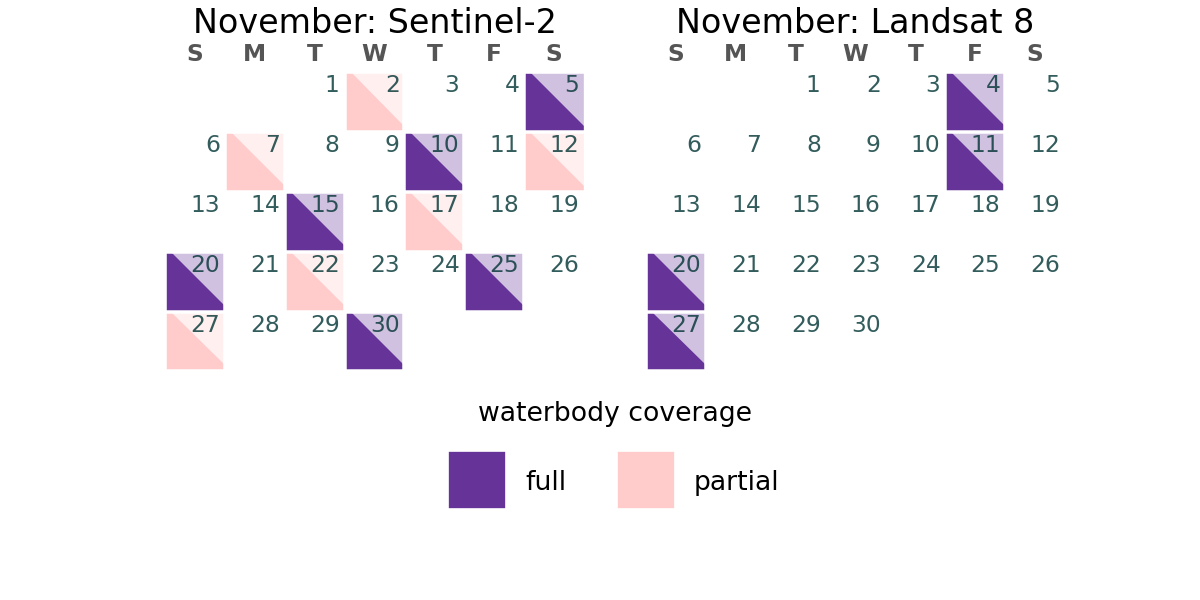 November: Sentinel-2
S M T W T F S
1 2 3 4 5
6 7 8 9 10 11 12
13 14 15 16 17 18 19
20 21 22 23 24 25 26
27 28 29 30
November: Landsat 8
S M T W T F S
1 2 3 4 5
6 7 8 9 10 11 12
13 14 15 16 17 18 19
20 21 22 23 24 25 26
27 28 29 30
waterbody coverage
full partial